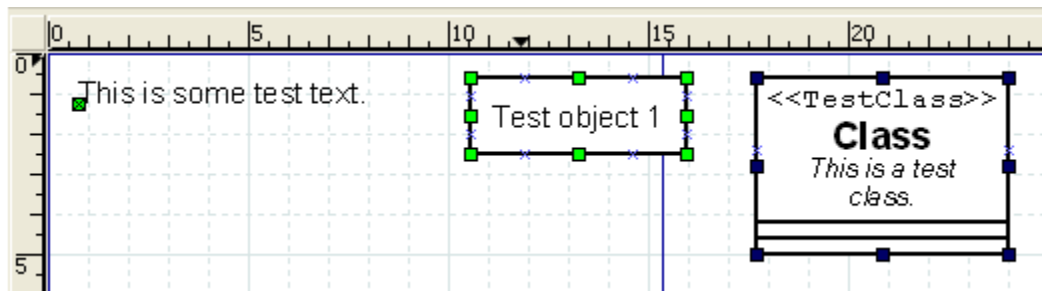 0 5 10 15 20
0
This is some test text.
Test object 1
<<TestClass>>
Class
This is a test
class.
5